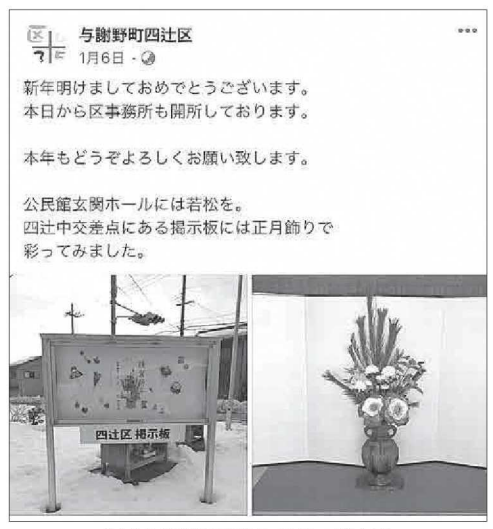 与謝野町四辻区
1月6日
新年明けましておめでとうございます。
本日から区事務所も開所しております。
本年もどうぞよろしくお願い致します。
公民館玄関ホールには若松を。
四辻中交差点にある掲示板には正月飾りで
彩ってみました。
四辻区 掲示板